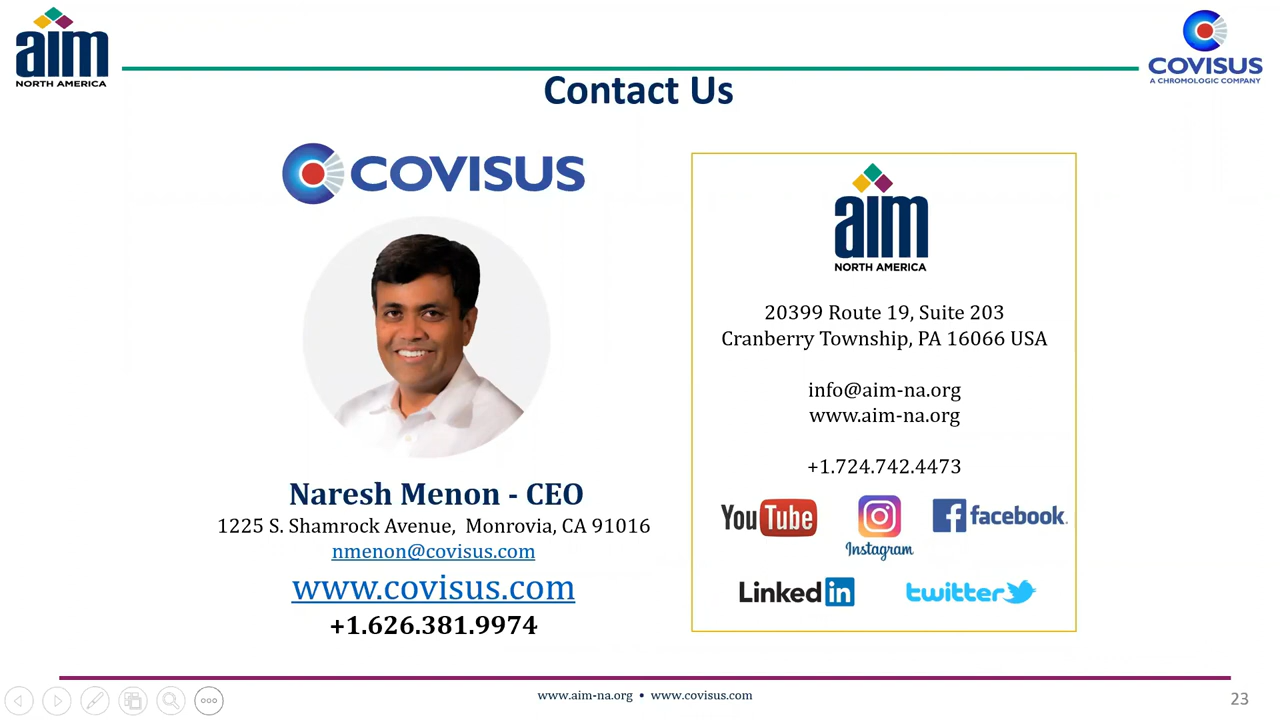 aim
NORTH AMERICA
COVISUS
A CHROMOLOGIC COMPANY
Contact Us
COVISUS
Naresh Menon - CEO
1225 S. Shamrock Avenue, Monrovia, CA 91016
nmenon@covisus.com
www.covisus.com
+1.626.381.9974
aim
NORTH AMERICA
20399 Route 19, Suite 203
Cranberry Township, PA 16066 USA
info@aim-na.org
www.aim-na.org
+1.724.742.4473
YouTube
Instagram
facebook.
Linkedin
twitter
www.aim-na.org • www.covisus.com
23